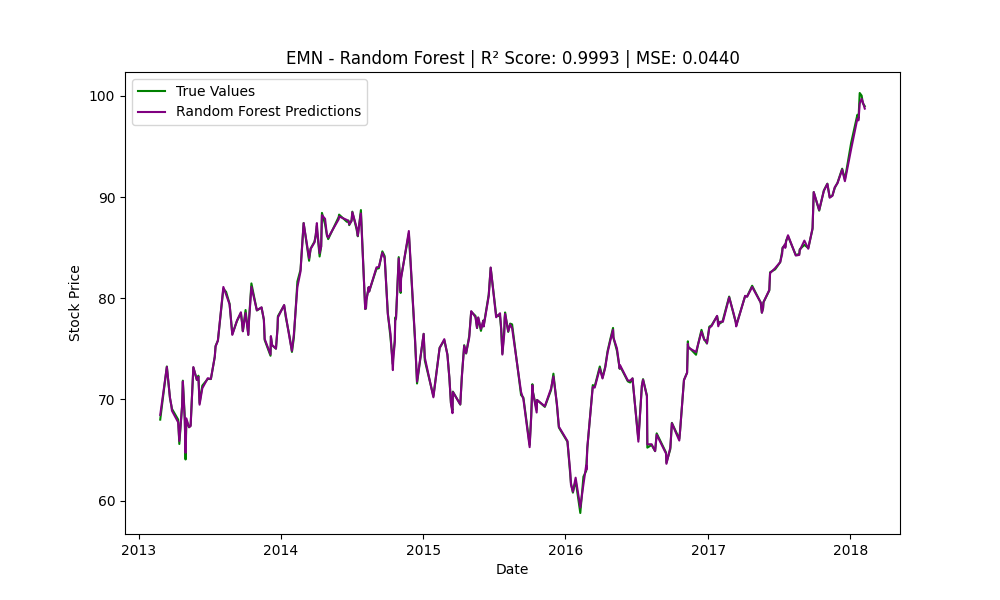 EMN - Random Forest | R² Score: 0.9993 | MSE: 0.0440
True Values
Random Forest Predictions
Stock Price
100
90
80
70
60
2013 2014 2015 2016 2017 2018
Date